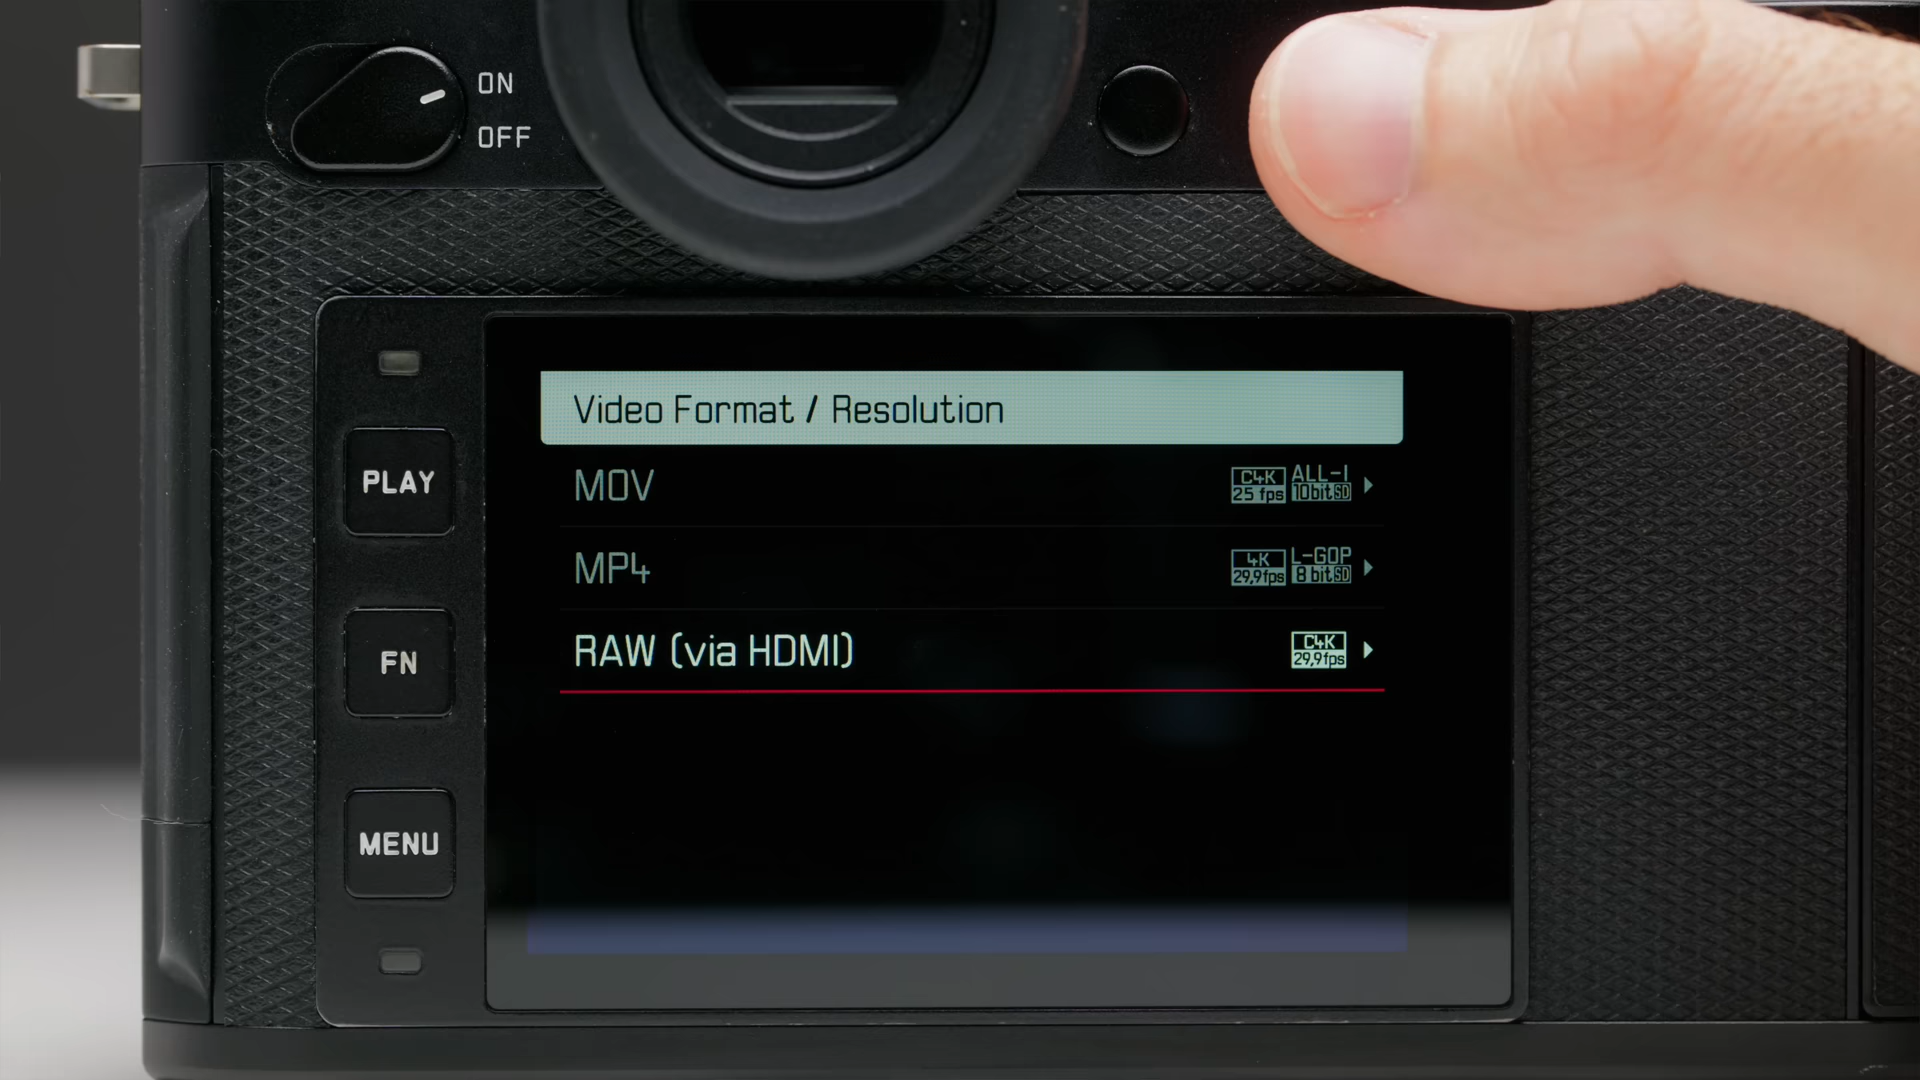 ON
OFF
Video Format / Resolution
MOV
C4K ALL-I
25 fps 10bit SD
MP4
4K L-GOP
29,9fps 8 bit SD
RAW (via HDMI)
C4K
29,9fps
PLAY
FN
MENU